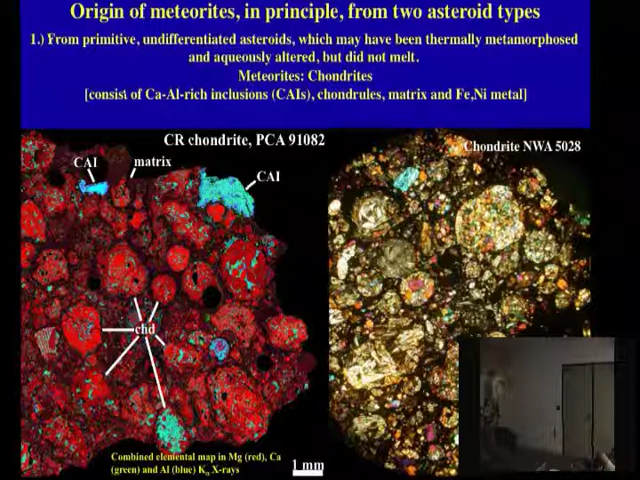 Origin of meteorites, in principle, from two asteroid types
1.) From primitive, undifferentiated asteroids, which may have been thermally metamorphosed
and aqueously altered, but did not melt.
Meteorites: Chondrites
[consist of Ca-Al-rich inclusions (CAIs), chondrules, matrix and Fe,Ni metal]
CR chondrite, PCA 91082
Chondrite NWA 5028
CAI
matrix
CAI
chd
Combined elemental map in Mg (red), Ca
(green) and Al (blue) Kα X-rays
1 mm